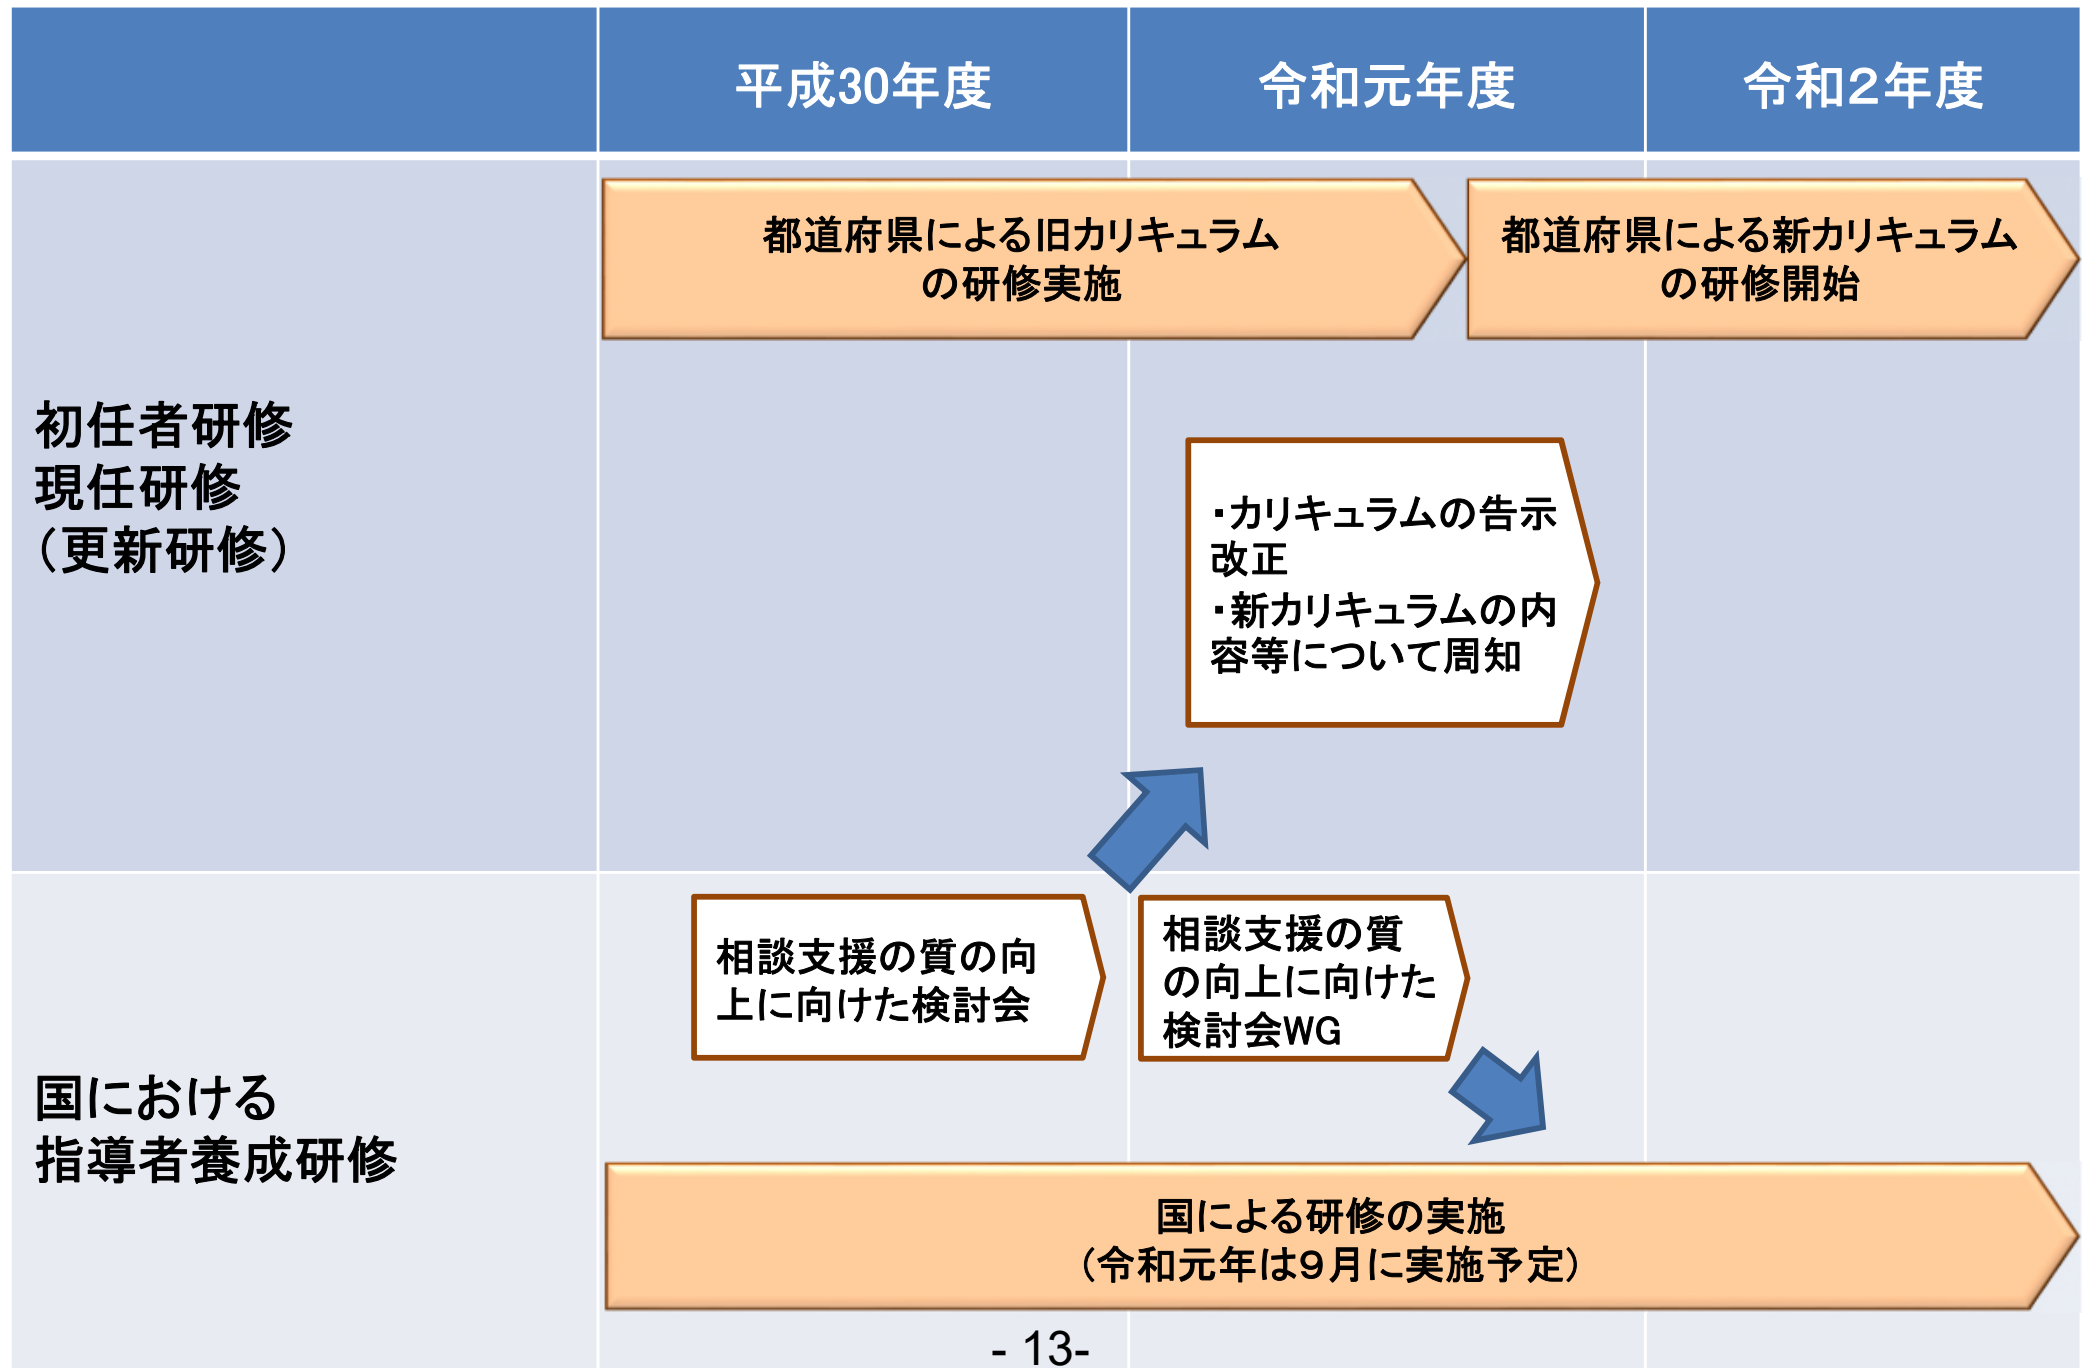 平成30年度
令和元年度
令和２年度
初任者研修
現任研修
（更新研修）
都道府県による旧カリキュラム
の研修実施
都道府県による新カリキュラム
の研修開始
・カリキュラムの告示
改正
・新カリキュラムの内
容等について周知
国における
指導者養成研修
相談支援の質の向
上に向けた検討会
相談支援の質
の向上に向けた
検討会WG
国による研修の実施
（令和元年は９月に実施予定）
- 13-